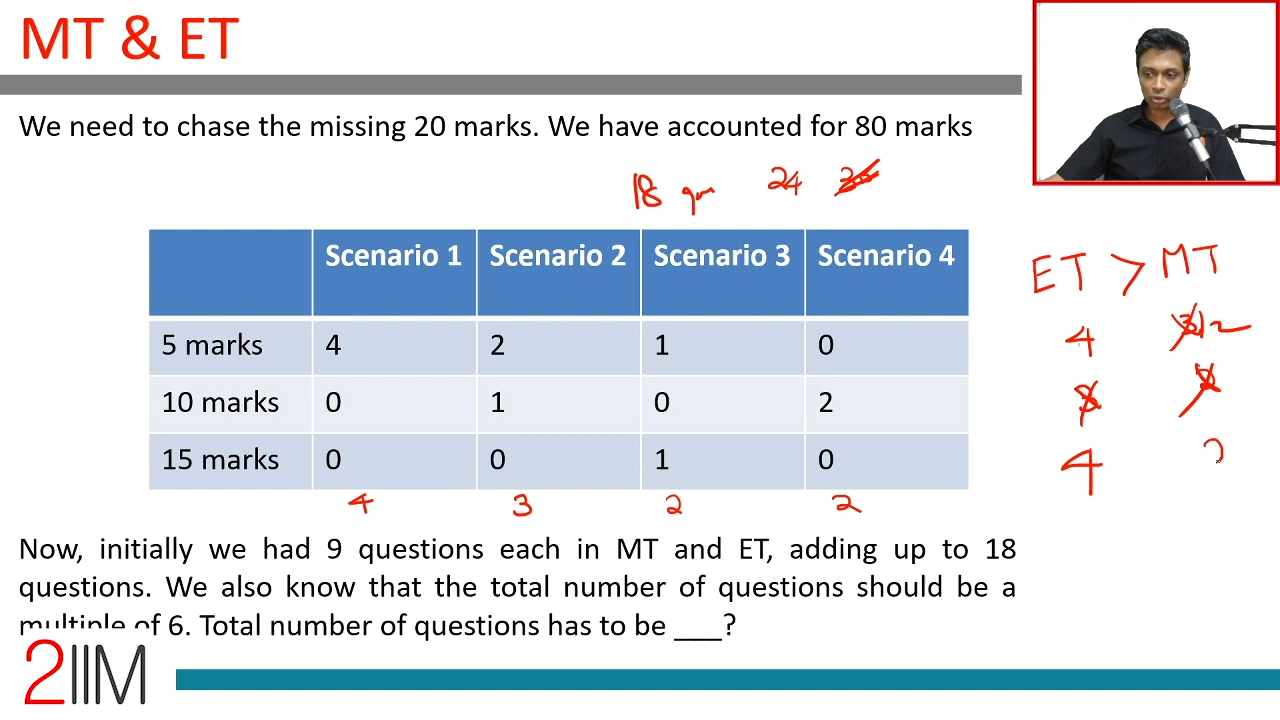 MT & ET
We need to chase the missing 20 marks. We have accounted for 80 marks
18 qns 24
Scenario 1 Scenario 2 Scenario 3 Scenario 4
5 marks 4 2 1 0
10 marks 0 1 0 2
15 marks 0 0 1 0
4 3 2 2
ET > MT
4 2
4 2
Now, initially we had 9 questions each in MT and ET, adding up to 18
questions. We also know that the total number of questions should be a
multiple of 6. Total number of questions has to be ___?
2IIM